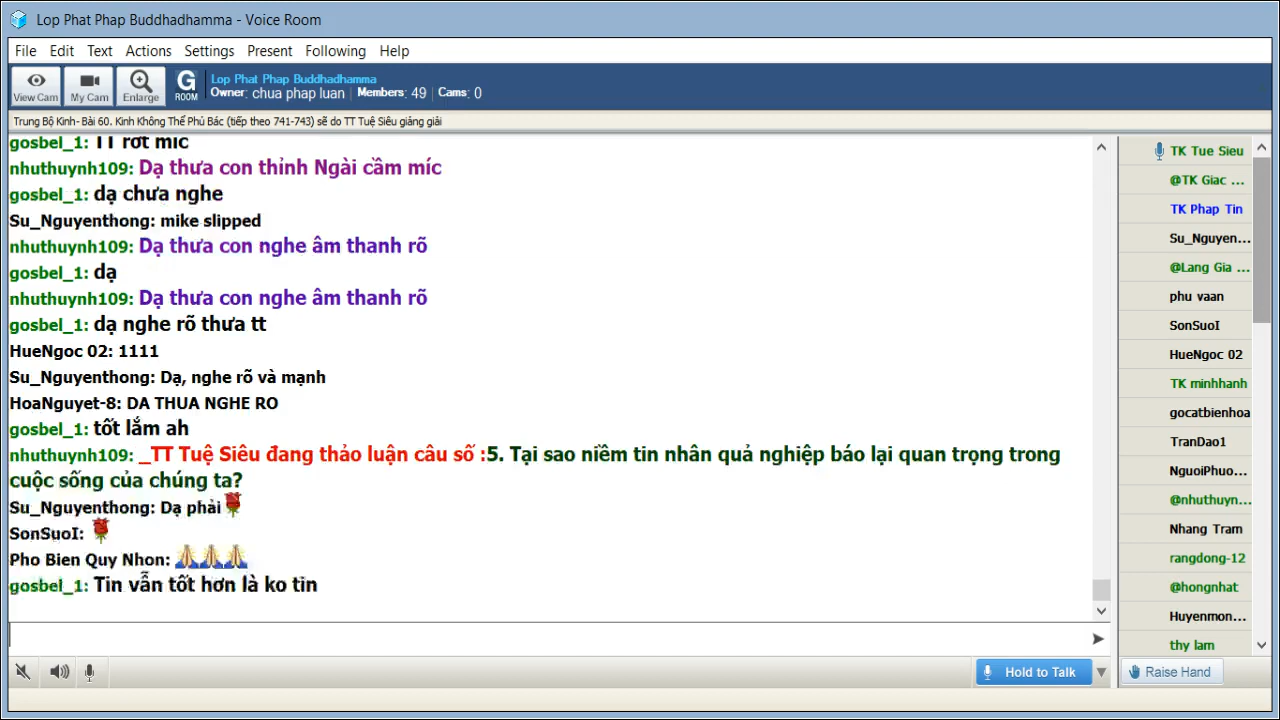 Lop Phat Phap Buddhadhamma - Voice Room
File Edit Text Actions Settings Present Following Help
View Cam My Cam Enlarge G ROOM
Lop Phat Phap Buddhadhamma
Owner: chua phap luan Members: 49 Cams: 0
Trung Bộ Kinh- Bài 60. Kinh Không Thể Phủ Bác (tiếp theo 741-743) sẽ do TT Tuệ Siêu giảng giải
gosbel_1: TT rớt mic
nhuthuynh109: Dạ thưa con thỉnh Ngài cầm míc
gosbel_1: dạ chưa nghe
Su_Nguyenthong: mike slipped
nhuthuynh109: Dạ thưa con nghe âm thanh rõ
gosbel_1: dạ
nhuthuynh109: Dạ thưa con nghe âm thanh rõ
gosbel_1: dạ nghe rõ thưa tt
HueNgoc 02: 1111
Su_Nguyenthong: Dạ, nghe rõ và mạnh
HoaNguyet-8: DA THUA NGHE RO
gosbel_1: tốt lắm ah
nhuthuynh109: _TT Tuệ Siêu đang thảo luận câu số :5. Tại sao niềm tin nhân quả nghiệp báo lại quan trọng trong
cuộc sống của chúng ta?
Su_Nguyenthong: Dạ phải
SonSuoI:
Pho Bien Quy Nhon:
gosbel_1: Tin vẫn tốt hơn là ko tin
TK Tue Sieu
@TK Giac ...
TK Phap Tin
Su_Nguyen...
@Lang Gia ...
phu vaan
SonSuoI
HueNgoc 02
TK minhhanh
gocatbienhoa
TranDao1
NguoiPhuo...
@nhuthuyn...
Nhang Tram
rangdong-12
@hongnhat
Huyenmon...
thy lam
Hold to Talk
Raise Hand